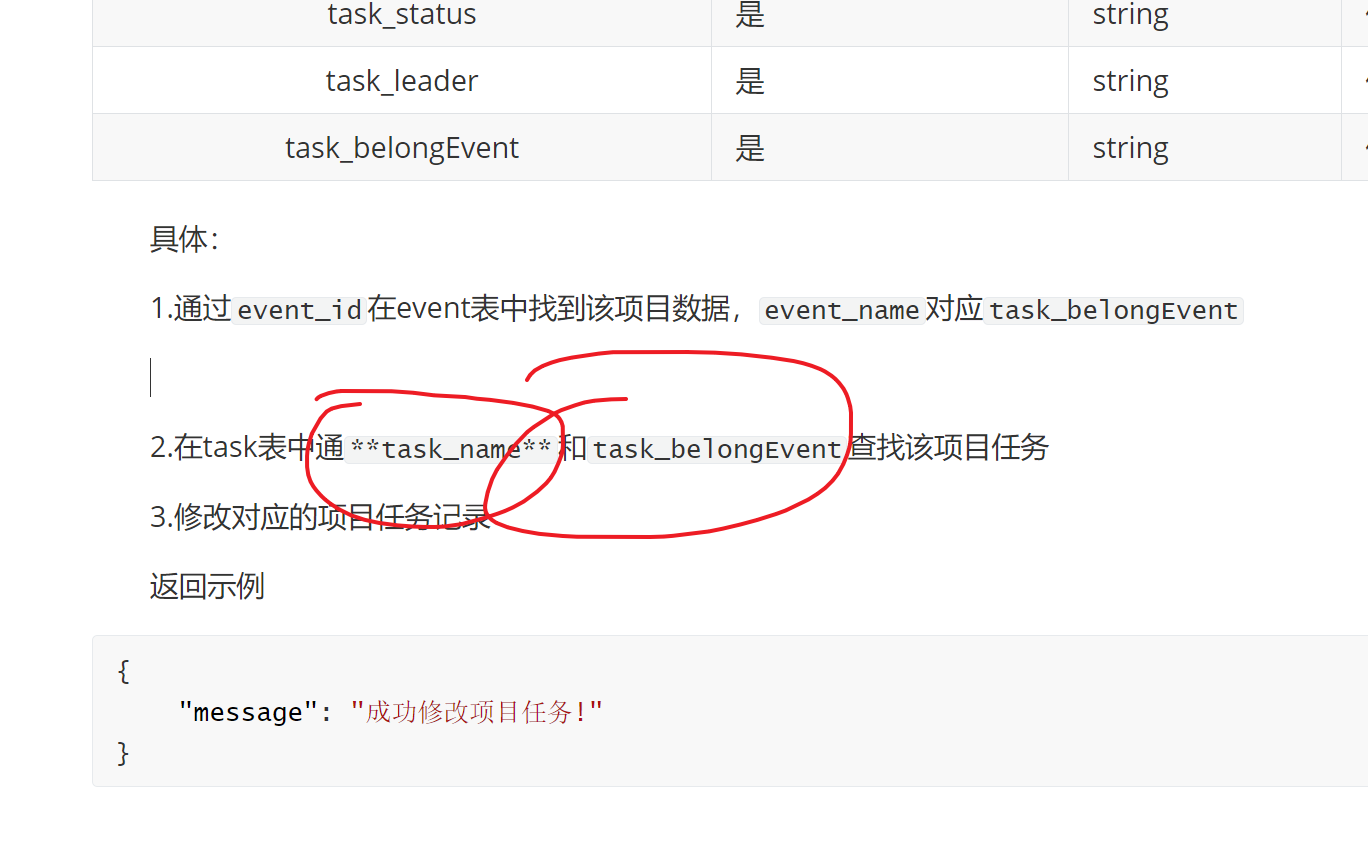 task_status 是 string
task_leader 是 string
task_belongEvent 是 string
具体：
1.通过event_id在event表中找到该项目数据，event_name对应task_belongEvent
2.在task表中通**task_name**和task_belongEvent查找该项目任务
3.修改对应的项目任务记录
返回示例
{
"message": "成功修改项目任务!"
}